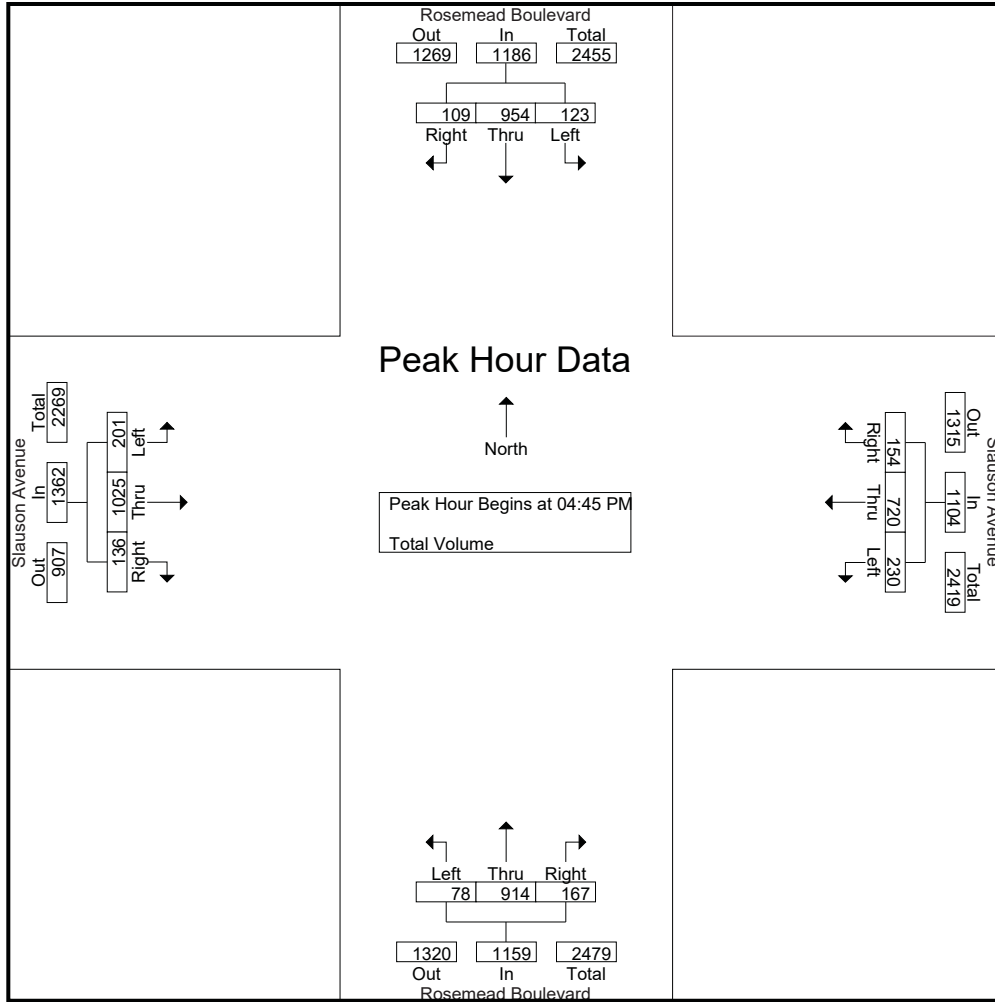 Rosemead Boulevard
Out In Total
1269 1186 2455
109 954 123
Right Thru Left
Peak Hour Data
North
Peak Hour Begins at 04:45 PM
Total Volume
Slauson Avenue
Total In Out
2269 1362 907
201 1025 136
Left Thru Right
Slauson Avenue
Out In Total
1315 1104 2419
154 720 230
Right Thru Left
Left Thru Right
78 914 167
1320 1159 2479
Out In Total
Rosemead Boulevard